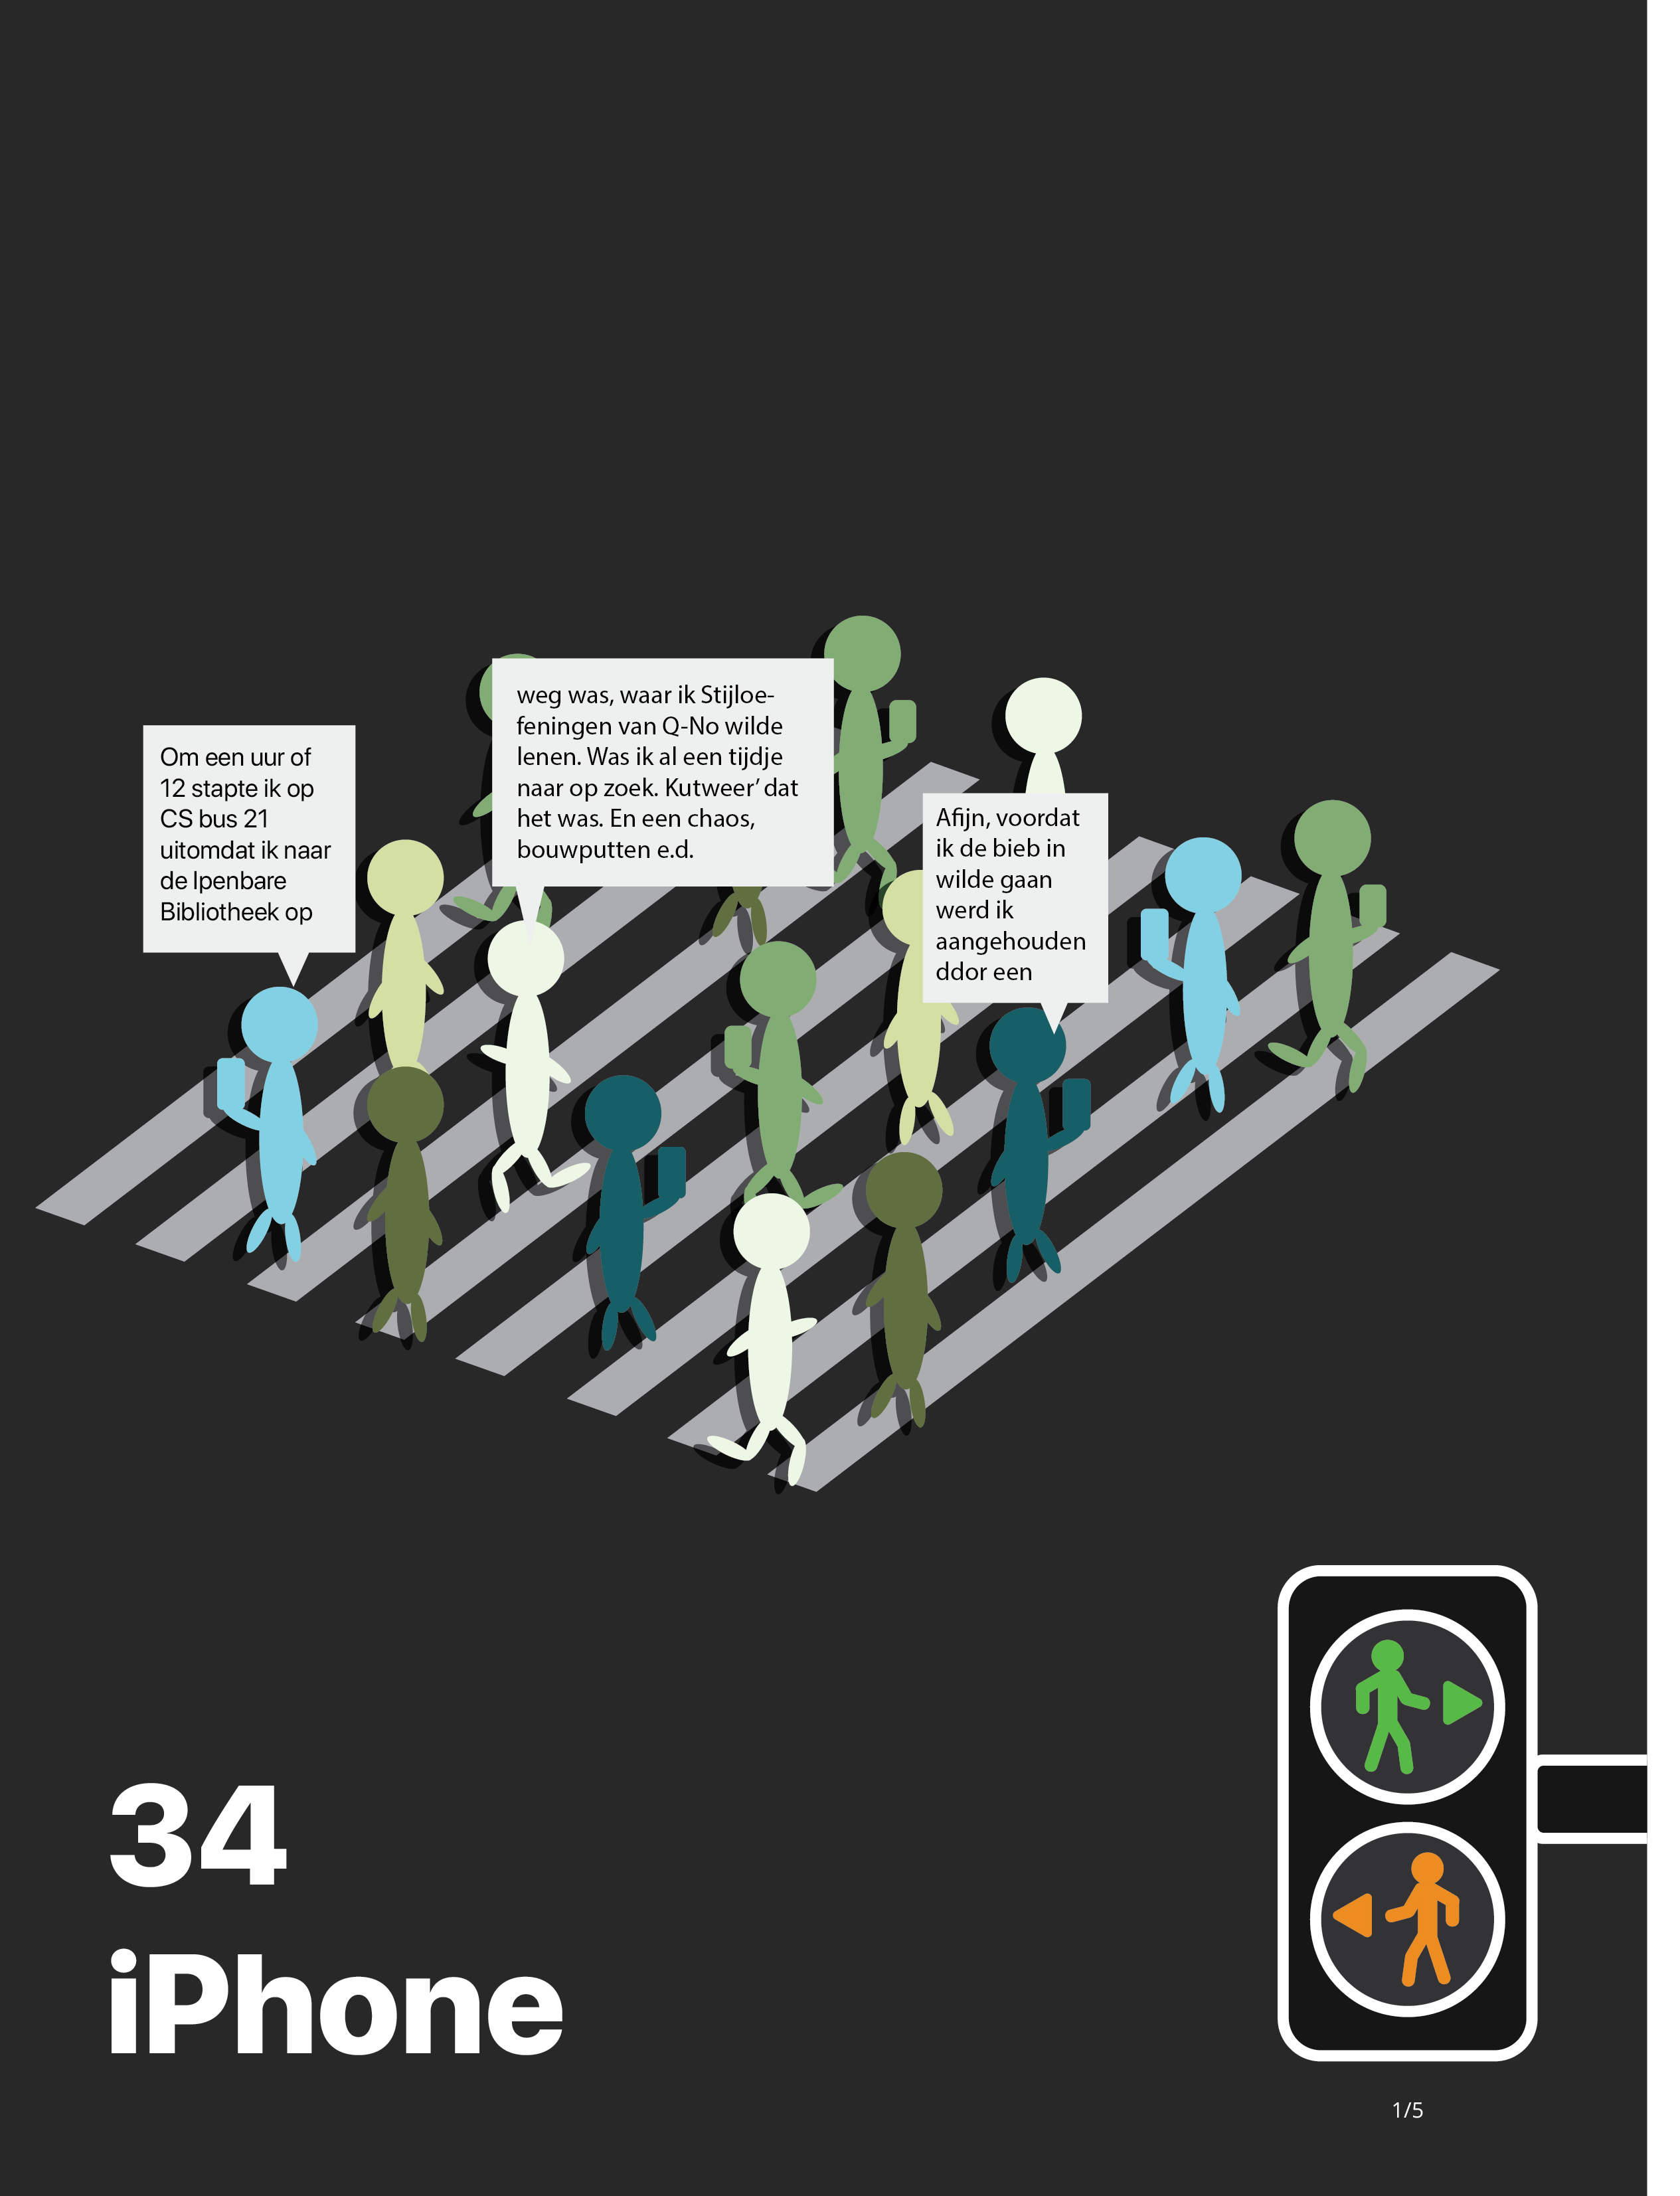 Om een uur of
12 stapte ik op
CS bus 21
uitomdat ik naar
de Ipenbare
Bibliotheek op
weg was, waar ik Stijloe-
feningen van Q-No wilde
lenen. Was ik al een tijdje
naar op zoek. Kutweer’ dat
het was. En een chaos,
bouwputten e.d.
Afijn, voordat
ik de bieb in
wilde gaan
werd ik
aangehouden
ddor een
34
iPhone
1/5